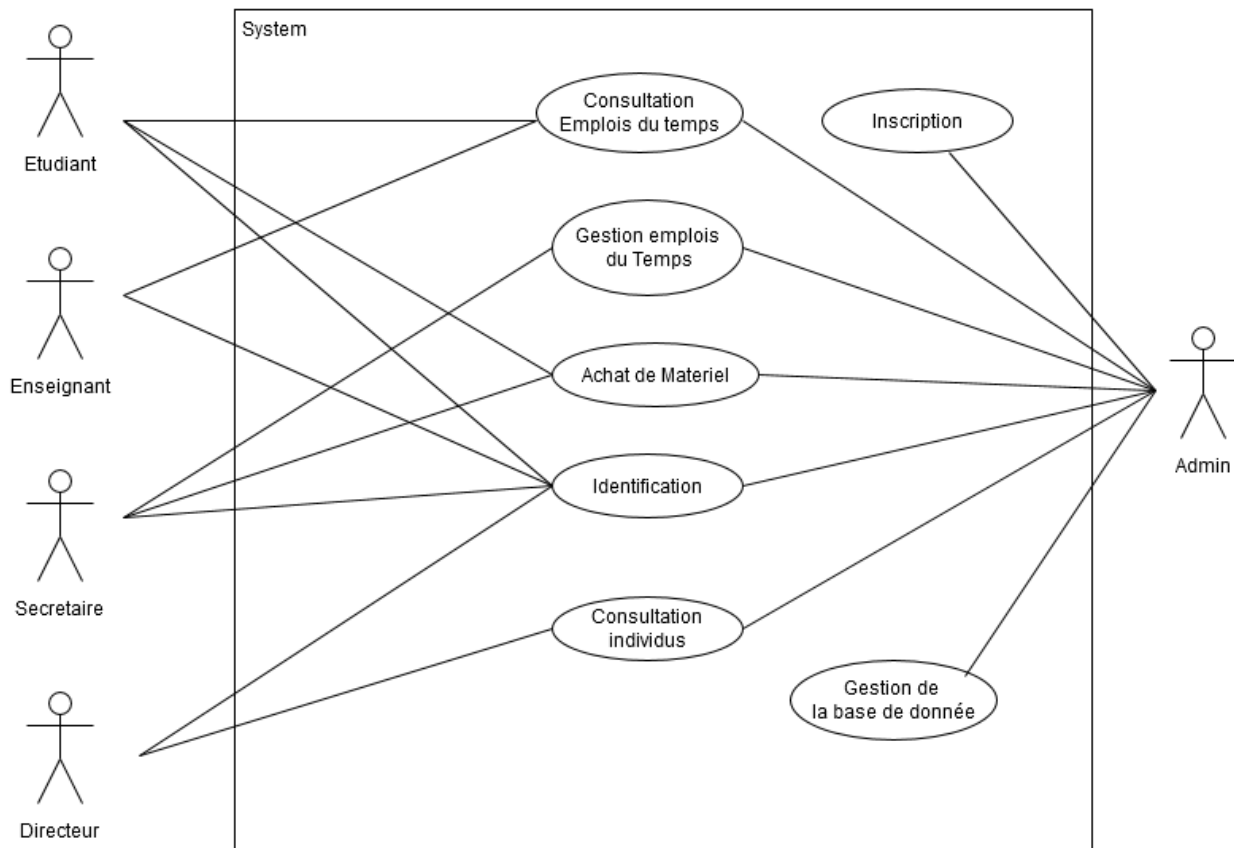 System
Etudiant
Consultation
Emplois du temps
Inscription
Enseignant
Gestion emplois
du Temps
Achat de Materiel
Admin
Secretaire
Identification
Consultation
individus
Gestion de
la base de donnée
Directeur